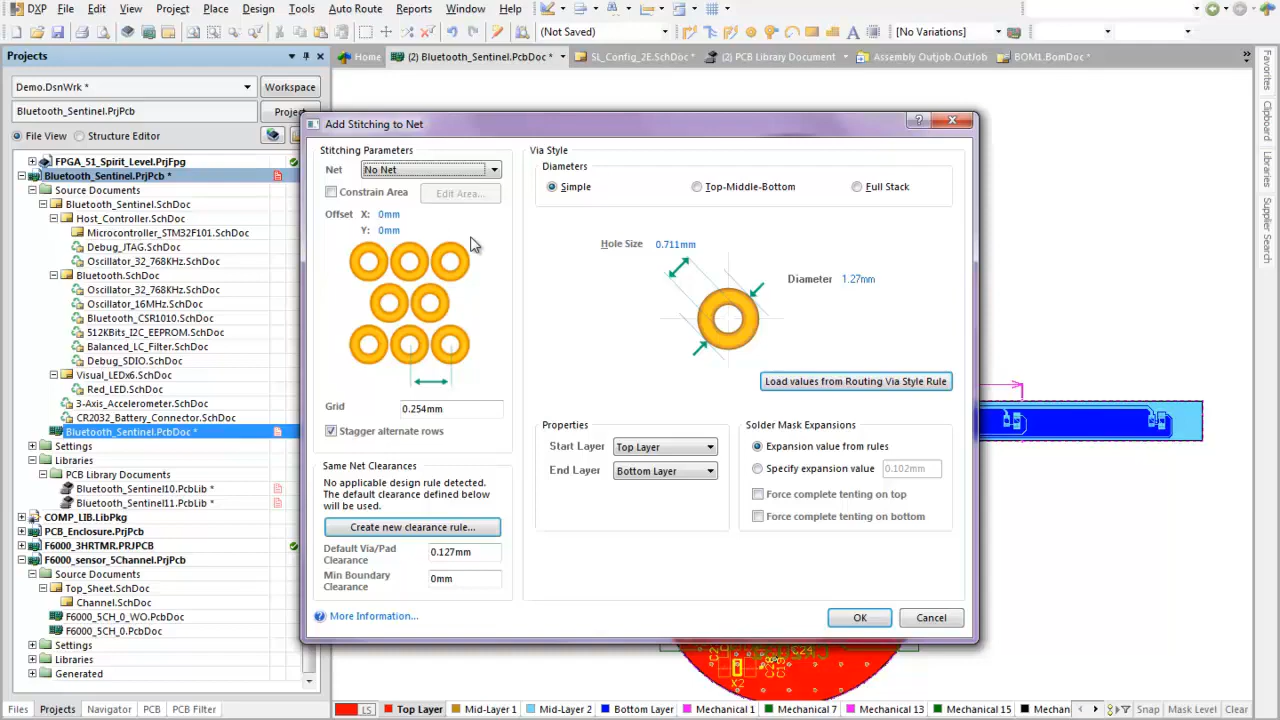 DXP File Edit View Project Place Design Tools Auto Route Reports Window Help
(Not Saved) [No Variations]
Projects
Home (2) Bluetooth_Sentinel.PcbDoc * SL_Config_2E.SchDoc * (2) PCB Library Document Assembly Outjob.OutJob BOM1.BomDoc *
Demo.DsnWrk * Workspace
Bluetooth_Sentinel.PrjPcb Project
File View Structure Editor
FPGA_51_Spirit_Level.PrjFpg
Bluetooth_Sentinel.PrjPcb *
Source Documents
Bluetooth_Sentinel.SchDoc
Host_Controller.SchDoc
Microcontroller_STM32F101.SchDoc
Debug_JTAG.SchDoc
Oscillator_32_768KHz.SchDoc
Bluetooth.SchDoc
Oscillator_32_768KHz.SchDoc
Oscillator_16MHz.SchDoc
Bluetooth_CSR1010.SchDoc
512KBits_I2C_EEPROM.SchDoc
Balanced_LC_Filter.SchDoc
Debug_SDIO.SchDoc
Visual_LEDx6.SchDoc
Red_LED.SchDoc
3-Axis_Accelerometer.SchDoc
CR2032_Battery_Connector.SchDoc
Bluetooth_Sentinel.PcbDoc *
Settings
Libraries
PCB Library Documents
Bluetooth_Sentinel10.PcbLib *
Bluetooth_Sentinel11.PcbLib *
COMP_LIB.LibPkg
PCB_Enclosure.PrjPcb
F6000_3HRTMR.PRJPCB
F6000_sensor_5Channel.PrjPcb
Source Documents
Top_Sheet.SchDoc
Channel.SchDoc
F6000_5CH_0_WO.PcbDoc
F6000_5CH_0.PcbDoc
Settings
Libraries
Generated
Files Projects Navigator PCB PCB Filter
Add Stitching to Net
Stitching Parameters
Net No Net
Constrain Area Edit Area...
Offset X: 0mm
Y: 0mm
Grid 0.254mm
Stagger alternate rows
Same Net Clearances
No applicable design rule detected.
The default clearance defined below
will be used.
Create new clearance rule...
Default Via/Pad
Clearance 0.127mm
Min Boundary
Clearance 0mm
More Information...
Via Style
Diameters
Simple Top-Middle-Bottom Full Stack
Hole Size 0.711mm
Diameter 1.27mm
Load values from Routing Via Style Rule
Properties
Start Layer Top Layer
End Layer Bottom Layer
Solder Mask Expansions
Expansion value from rules
Specify expansion value 0.102mm
Force complete tenting on top
Force complete tenting on bottom
OK Cancel
C24
X2
LS Top Layer Mid-Layer 1 Mid-Layer 2 Bottom Layer Mechanical 1 Mechanical 7 Mechanical 13 Mechanical 15 Mechan Snap Mask Level Clear
Favorites
Clipboard
Libraries
Supplier Search